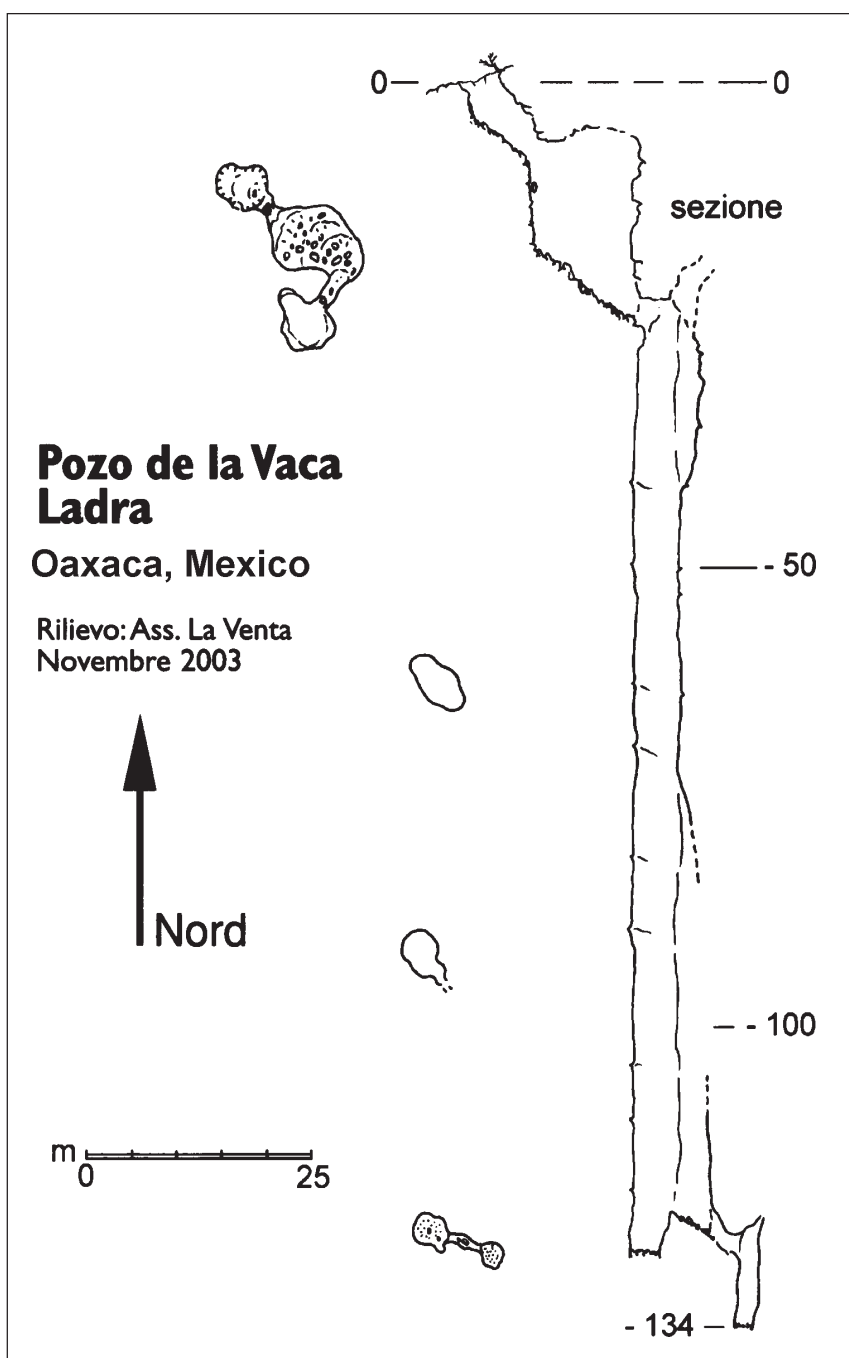 0 — — 0
sezione
Pozo de la Vaca
Ladra
Oaxaca, Mexico
- 50
Rilievo: Ass. La Venta
Novembre 2003
Nord
- 100
m
0 25
- 134